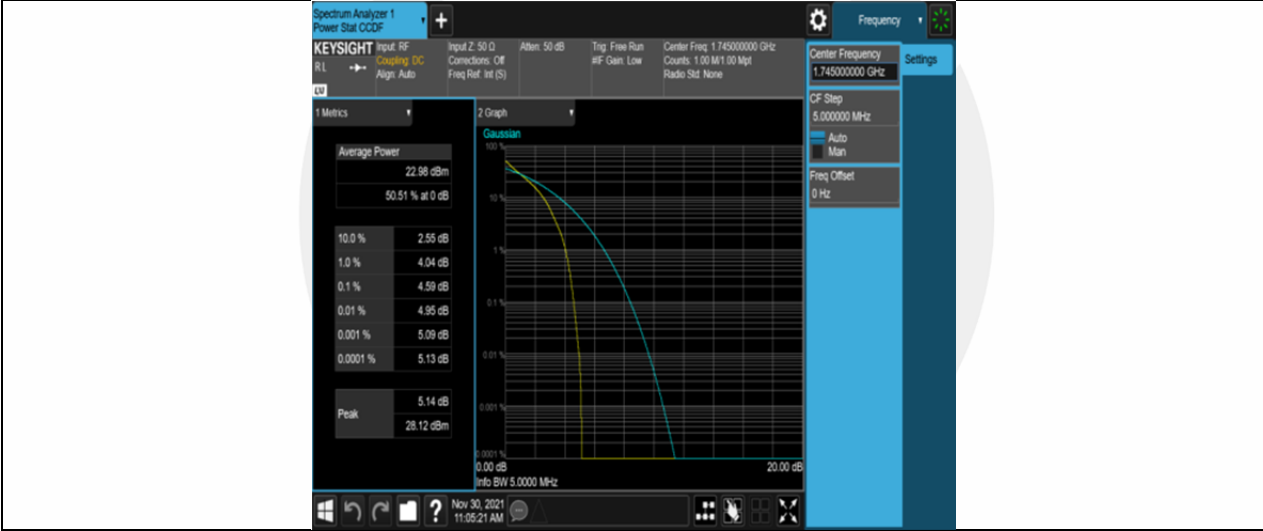 Spectrum Analyzer 1
Power Stat CCDF
Frequency
KEYSIGHT
RL
LXI
Input: RF
Coupling: DC
Align: Auto
Input Z: 50 Ω
Corrections: Off
Freq Ref: Int (S)
Atten: 50 dB
Trig: Free Run
#IF Gain: Low
Center Freq: 1.745000000 GHz
Counts: 1.00 M/1.00 Mpt
Radio Std: None
Center Frequency
1.745000000 GHz
Settings
CF Step
5.000000 MHz
Auto
Man
Freq Offset
0 Hz
1 Metrics
Average Power
22.98 dBm
50.51 % at 0 dB
10.0 % 2.55 dB
1.0 % 4.04 dB
0.1 % 4.59 dB
0.01 % 4.95 dB
0.001 % 5.09 dB
0.0001 % 5.13 dB
Peak
5.14 dB
28.12 dBm
2 Graph
Gaussian
100 %
10 %
1 %
0.1 %
0.01 %
0.001 %
0.0001 %
0.00 dB 20.00 dB
Info BW 5.0000 MHz
?
Nov 30, 2021
11:05:21 AM